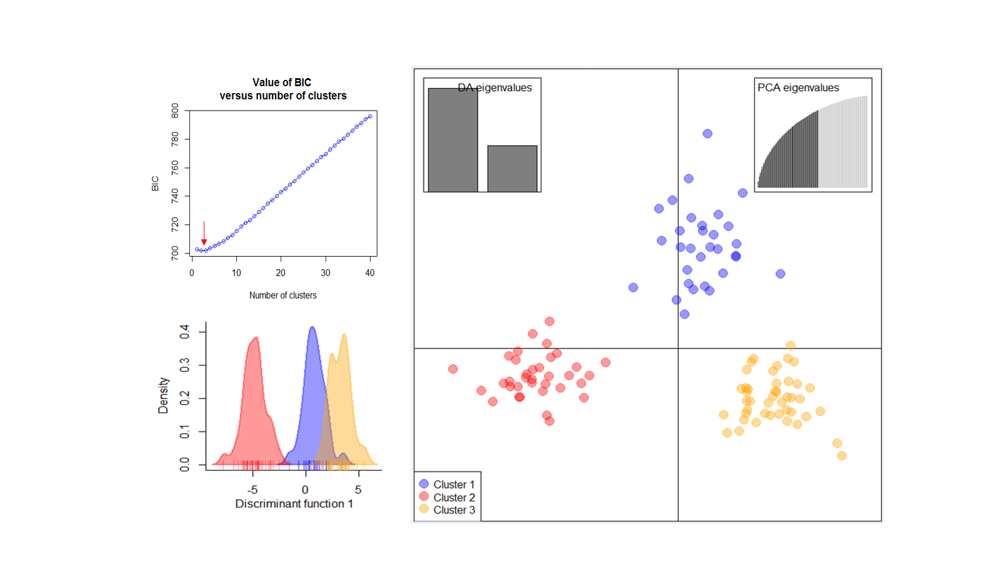 Value of BIC
versus number of clusters
BIC
800
780
760
740
720
700
0 10 20 30 40
Number of clusters
Density
0.4
0.3
0.2
0.1
0.0
-5 0 5
Discriminant function 1
DA eigenvalues
PCA eigenvalues
Cluster 1
Cluster 2
Cluster 3